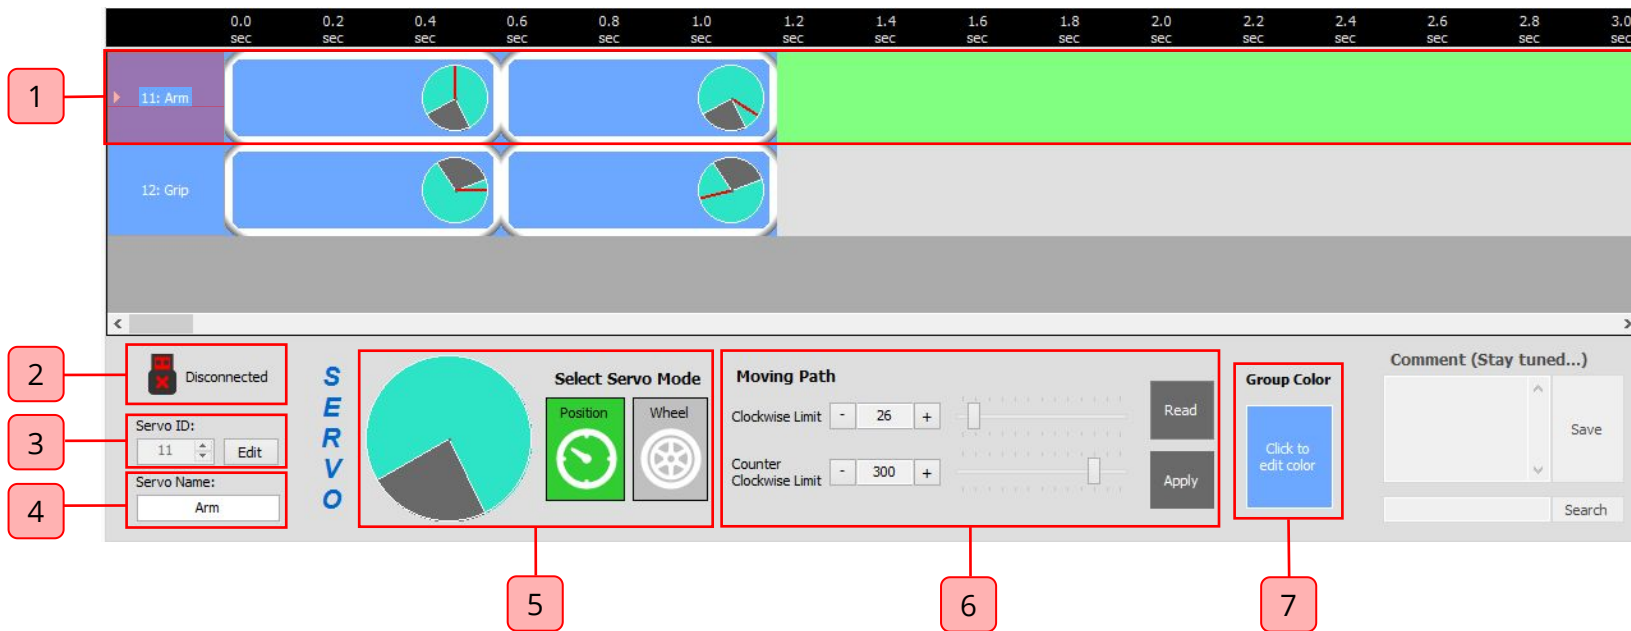 0.0 0.2 0.4 0.6 0.8 1.0 1.2 1.4 1.6 1.8 2.0 2.2 2.4 2.6 2.8 3.0
sec sec sec sec sec sec sec sec sec sec sec sec sec sec sec sec
1
11: Arm
12: Grip
2
Disconnected
3
Servo ID:
11 Edit
4
Servo Name:
Arm
SERVO
Select Servo Mode
Position Wheel
5
Moving Path
Clockwise Limit - 26 +
Counter
Clockwise Limit - 300 +
Read
Apply
6
Group Color
Click to
edit color
7
Comment (Stay tuned...)
Save
Search